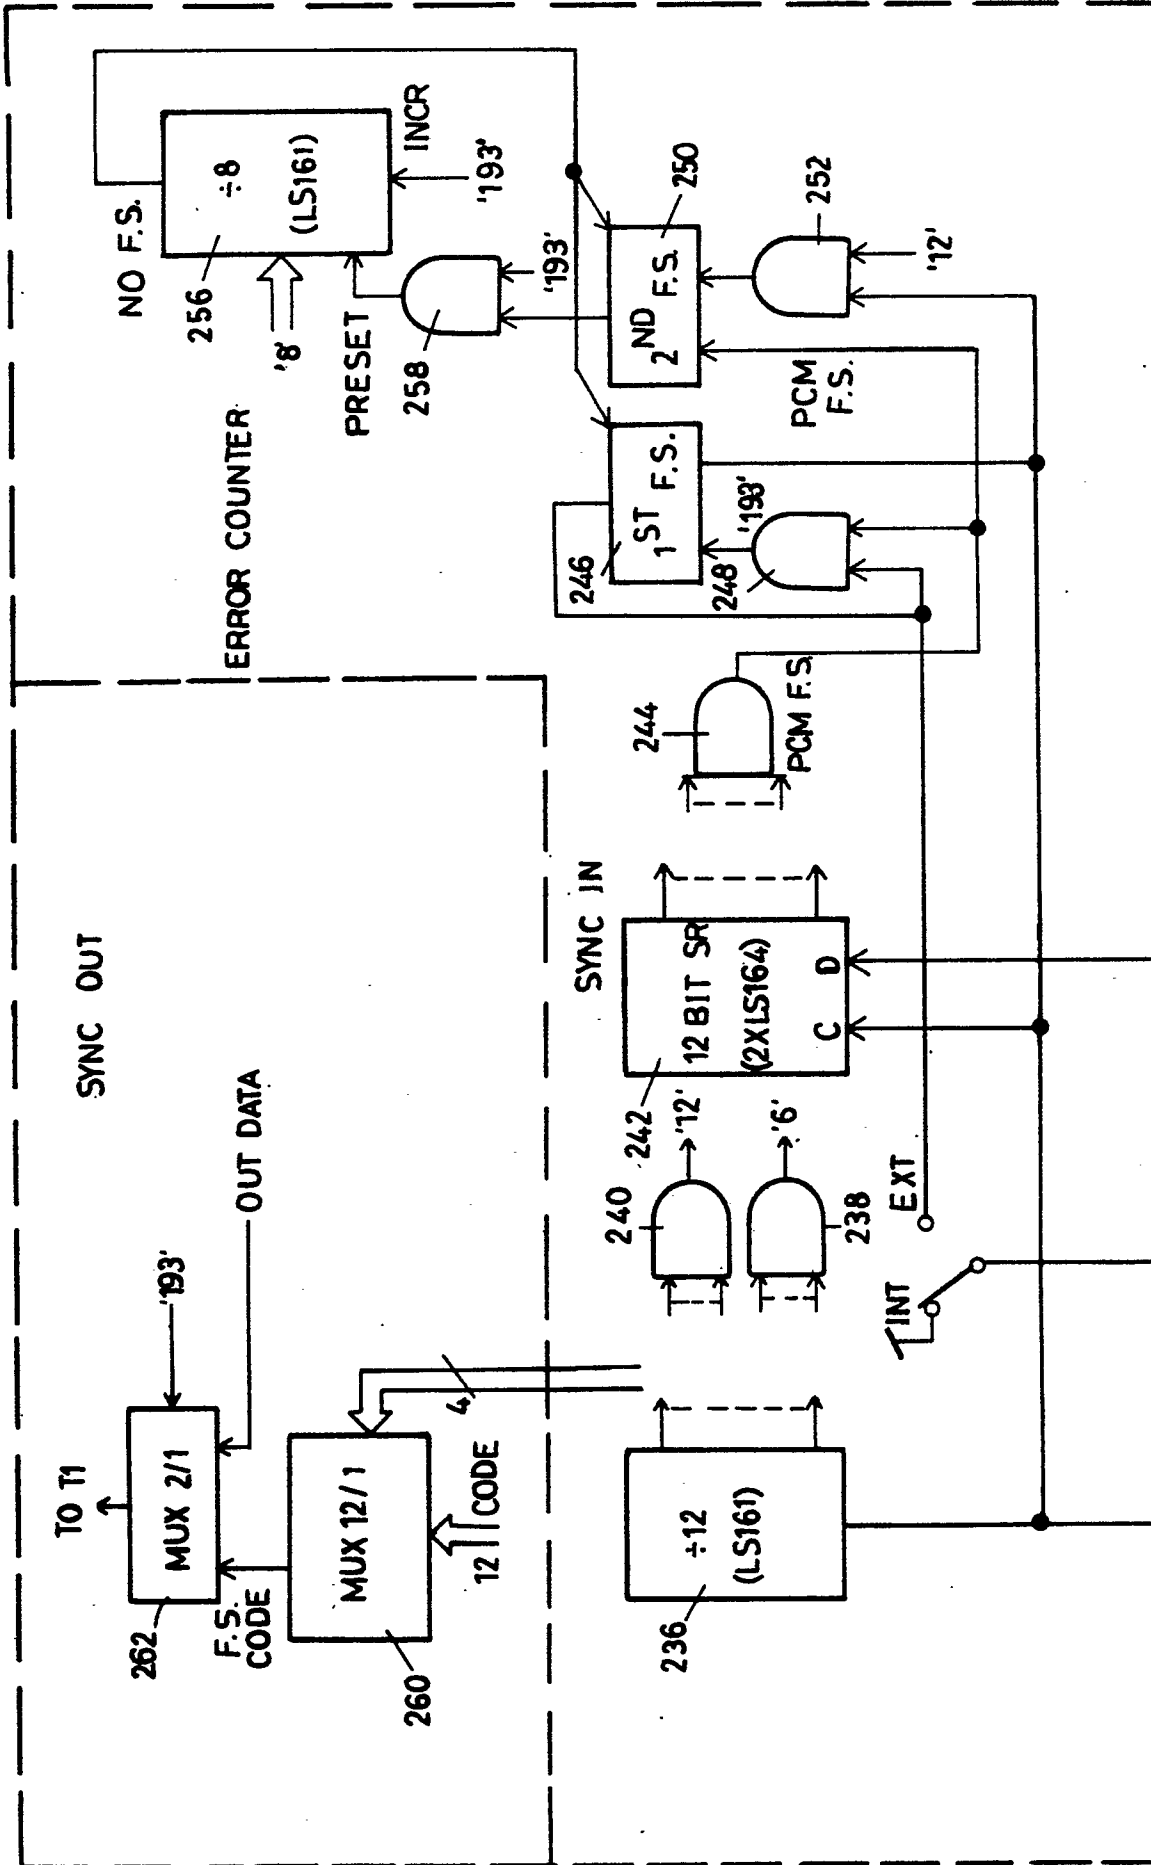 SYNC OUT
TO T1
MUX 2/1
262
'193'
OUT DATA
F.S.
CODE
MUX 12/1
260
4
12
CODE
ERROR COUNTER
NO F.S.
256
÷8
(LS161)
'8'
INCR
'193'
PRESET
258
'193'
SYNC IN
236
÷12
(LS161)
240
'12'
238
'6'
242
12 BIT SR
(2XLS164)
C
D
244
PCM F.S.
246
1ST F.S.
248
'193'
2ND F.S.
250
PCM
F.S.
252
'12'
INT
EXT